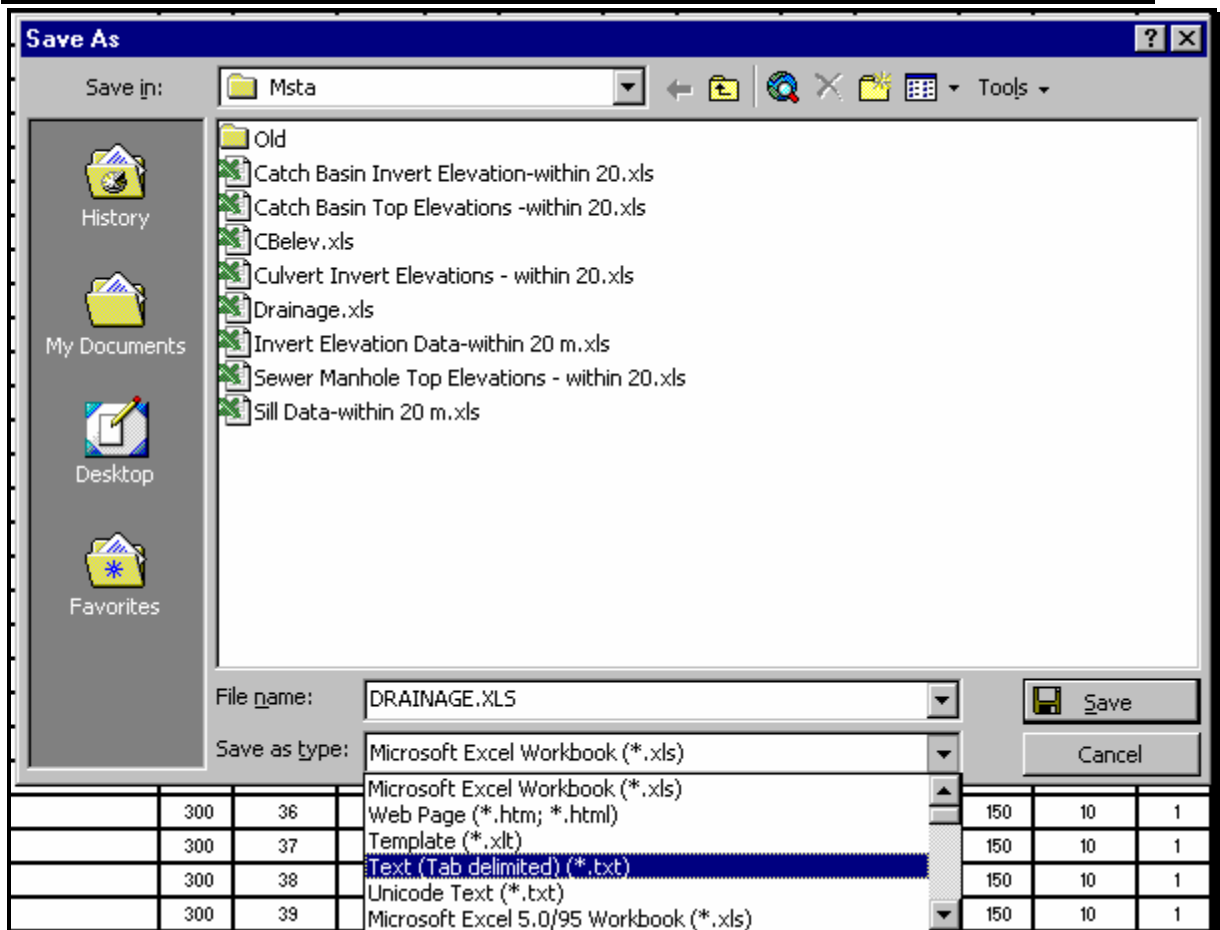 Save As
Save in: Msta Tools
Old
Catch Basin Invert Elevation-within 20.xls
Catch Basin Top Elevations -within 20.xls
CBelev.xls
Culvert Invert Elevations - within 20.xls
Drainage.xls
Invert Elevation Data-within 20 m.xls
Sewer Manhole Top Elevations - within 20.xls
Sill Data-within 20 m.xls
History
My Documents
Desktop
Favorites
File name: DRAINAGE.XLS Save
Save as type: Microsoft Excel Workbook (*.xls) Cancel
Microsoft Excel Workbook (*.xls)
300 36 Web Page (*.htm; *.html) 150 10 1
Template (*.xlt)
300 37 Text (Tab delimited) (*.txt) 150 10 1
300 38 Unicode Text (*.txt) 150 10 1
300 39 Microsoft Excel 5.0/95 Workbook (*.xls) 150 10 1